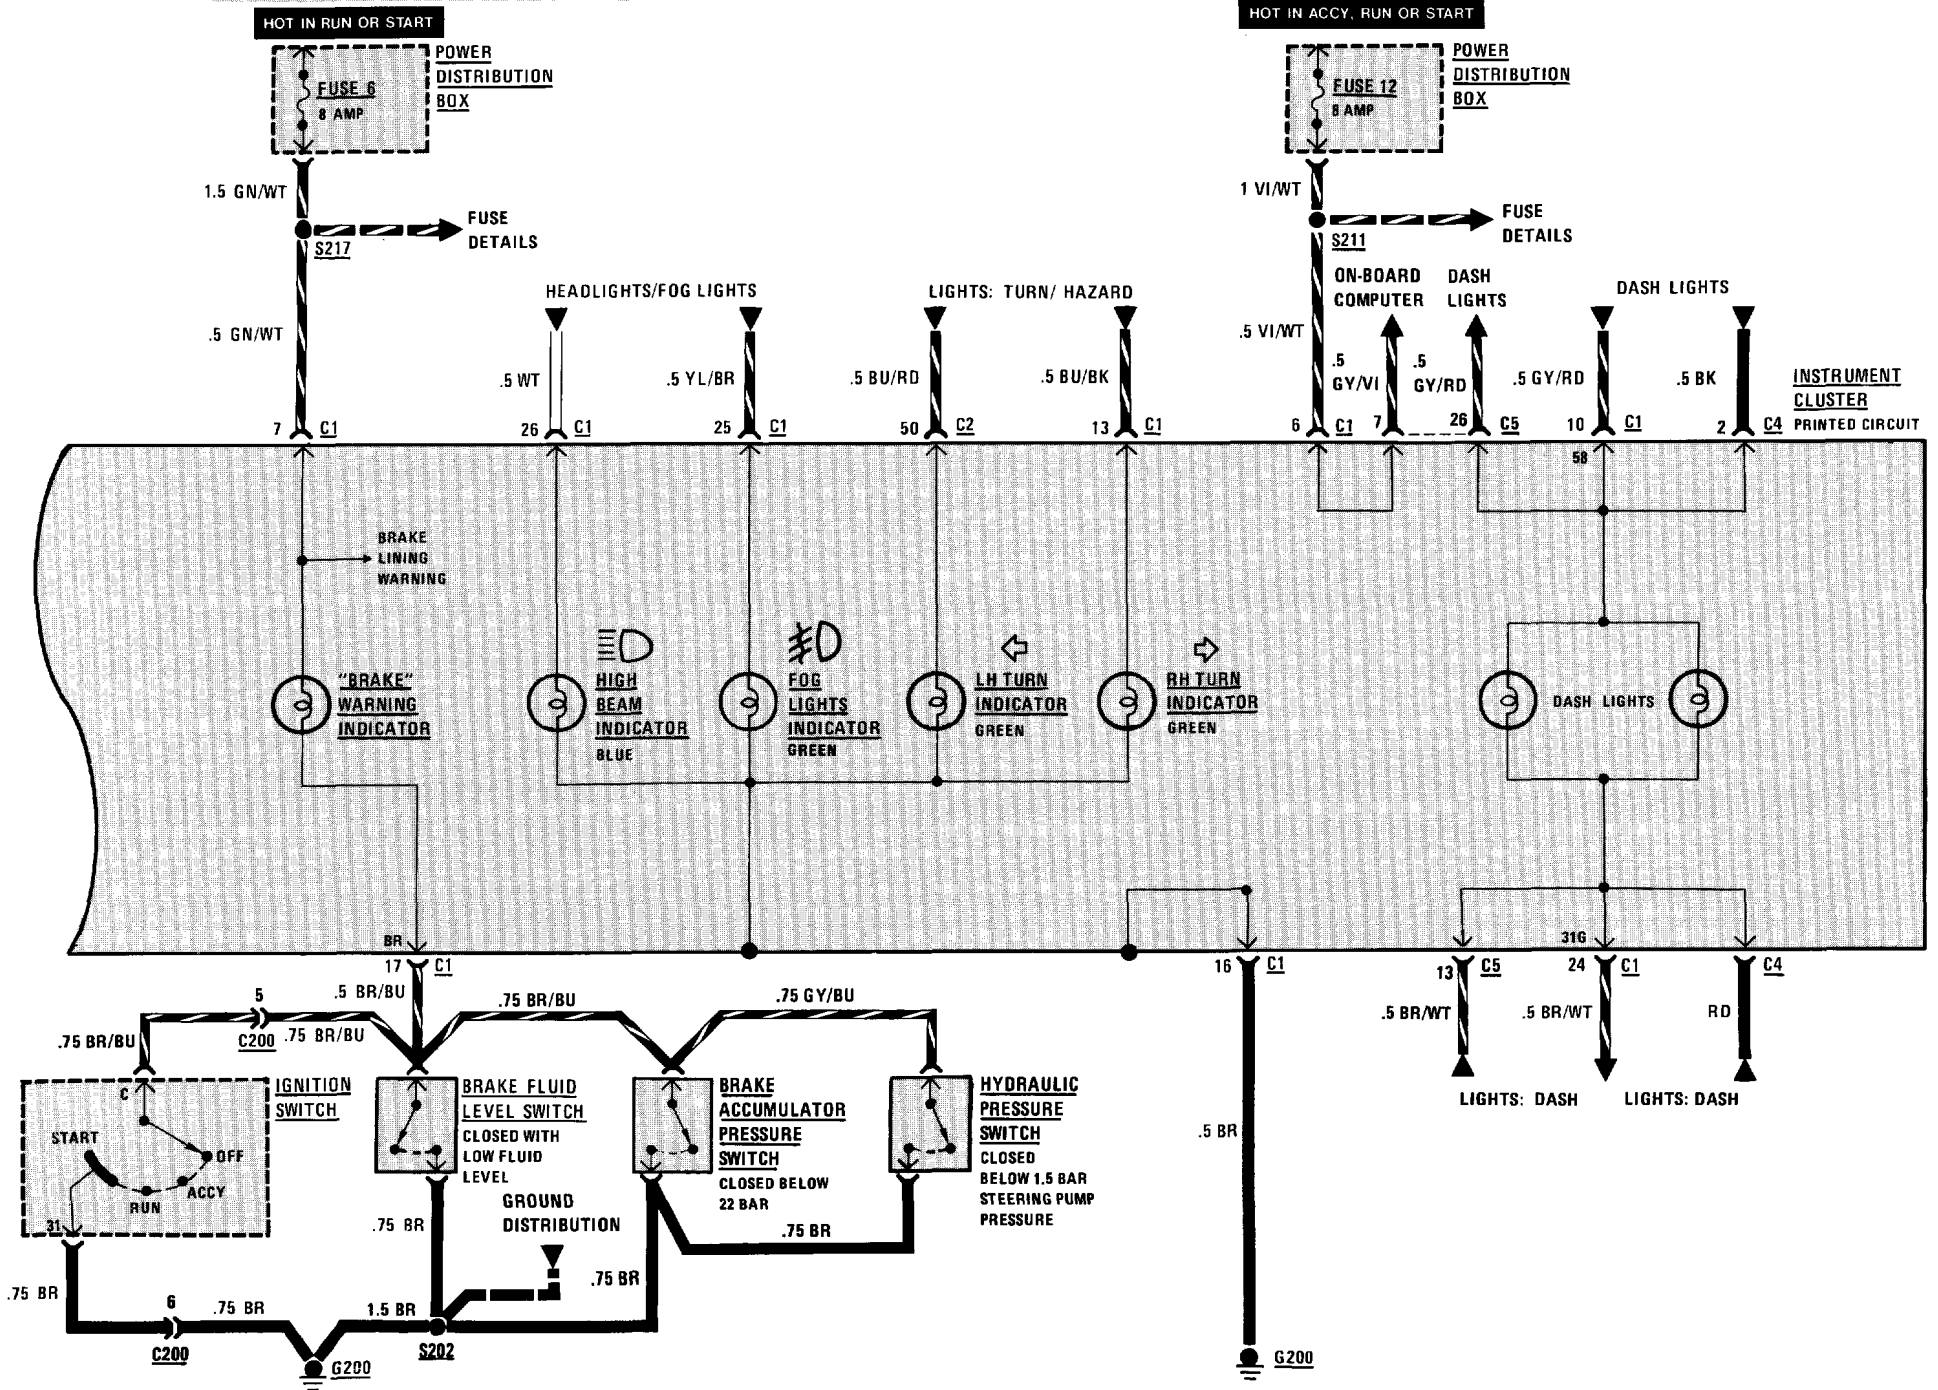 HOT IN RUN OR START
HOT IN ACCY, RUN OR START
FUSE 6
8 AMP
POWER
DISTRIBUTION
BOX
FUSE 12
8 AMP
POWER
DISTRIBUTION
BOX
1.5 GN/WT
S217
FUSE
DETAILS
.5 GN/WT
1 VI/WT
S211
FUSE
DETAILS
.5 VI/WT
HEADLIGHTS/FOG LIGHTS
LIGHTS: TURN/ HAZARD
ON-BOARD
COMPUTER
DASH
LIGHTS
DASH LIGHTS
.5 WT
.5 YL/BR
.5 BU/RD
.5 BU/BK
.5
GY/VI
.5
GY/RD
.5 GY/RD
.5 BK
INSTRUMENT
CLUSTER
PRINTED CIRCUIT
7 C1
26 C1
25 C1
50 C2
13 C1
6 C1
7
26 C5
10 C1
2 C4
58
BRAKE
LINING
WARNING
"BRAKE"
WARNING
INDICATOR
HIGH
BEAM
INDICATOR
BLUE
FOG
LIGHTS
INDICATOR
GREEN
LH TURN
INDICATOR
GREEN
RH TURN
INDICATOR
GREEN
DASH LIGHTS
BR
31G
17 C1
16 C1
13 C5
24 C1
C4
.5 BR/BU
5
C200
.75 BR/BU
.75 BR/BU
.75 BR/BU
.75 GY/BU
.5 BR/WT
.5 BR/WT
RD
LIGHTS: DASH
LIGHTS: DASH
IGNITION
SWITCH
C
START
OFF
ACCY
RUN
31
BRAKE FLUID
LEVEL SWITCH
CLOSED WITH
LOW FLUID
LEVEL
BRAKE
ACCUMULATOR
PRESSURE
SWITCH
CLOSED BELOW
22 BAR
HYDRAULIC
PRESSURE
SWITCH
CLOSED
BELOW 1.5 BAR
STEERING PUMP
PRESSURE
.5 BR
GROUND
DISTRIBUTION
.75 BR
.75 BR
.75 BR
.75 BR
6
C200
.75 BR
1.5 BR
S202
G200
G200